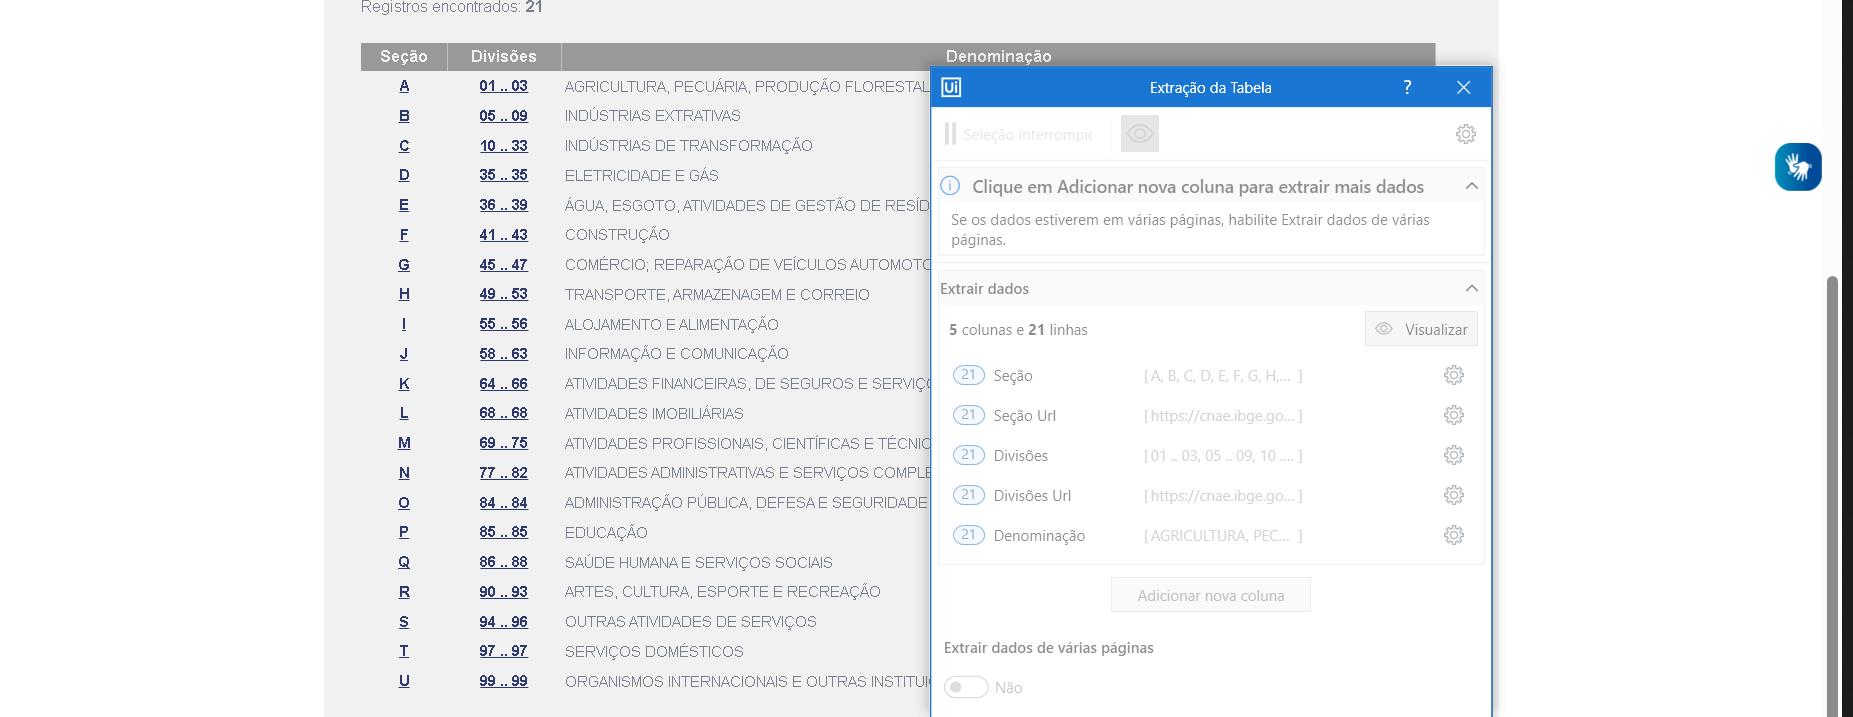 Registros encontrados: 21
Seção Divisões Denominação
A 01 .. 03 AGRICULTURA, PECUÁRIA, PRODUÇÃO FLORESTAL
B 05 .. 09 INDÚSTRIAS EXTRATIVAS
C 10 .. 33 INDÚSTRIAS DE TRANSFORMAÇÃO
D 35 .. 35 ELETRICIDADE E GÁS
E 36 .. 39 ÁGUA, ESGOTO, ATIVIDADES DE GESTÃO DE RESÍD
F 41 .. 43 CONSTRUÇÃO
G 45 .. 47 COMÉRCIO; REPARAÇÃO DE VEÍCULOS AUTOMOTO
H 49 .. 53 TRANSPORTE, ARMAZENAGEM E CORREIO
I 55 .. 56 ALOJAMENTO E ALIMENTAÇÃO
J 58 .. 63 INFORMAÇÃO E COMUNICAÇÃO
K 64 .. 66 ATIVIDADES FINANCEIRAS, DE SEGUROS E SERVIÇO
L 68 .. 68 ATIVIDADES IMOBILIÁRIAS
M 69 .. 75 ATIVIDADES PROFISSIONAIS, CIENTÍFICAS E TÉCNIC
N 77 .. 82 ATIVIDADES ADMINISTRATIVAS E SERVIÇOS COMPLE
O 84 .. 84 ADMINISTRAÇÃO PÚBLICA, DEFESA E SEGURIDADE
P 85 .. 85 EDUCAÇÃO
Q 86 .. 88 SAÚDE HUMANA E SERVIÇOS SOCIAIS
R 90 .. 93 ARTES, CULTURA, ESPORTE E RECREAÇÃO
S 94 .. 96 OUTRAS ATIVIDADES DE SERVIÇOS
T 97 .. 97 SERVIÇOS DOMÉSTICOS
U 99 .. 99 ORGANISMOS INTERNACIONAIS E OUTRAS INSTITUI
Ui Extração da Tabela ?
Seleção interrompic
Clique em Adicionar nova coluna para extrair mais dados
Se os dados estiverem em várias páginas, habilite Extrair dados de várias
páginas.
Extrair dados
5 colunas e 21 linhas Visualizar
21 Seção [ A, B, C, D, E, F, G, H,... ]
21 Seção Url [ https://cnae.ibge.go... ]
21 Divisões [ 01 .. 03, 05 .. 09, 10 .... ]
21 Divisões Url [ https://cnae.ibge.go... ]
21 Denominação [ AGRICULTURA, PEC... ]
Adicionar nova coluna
Extrair dados de várias páginas
Não